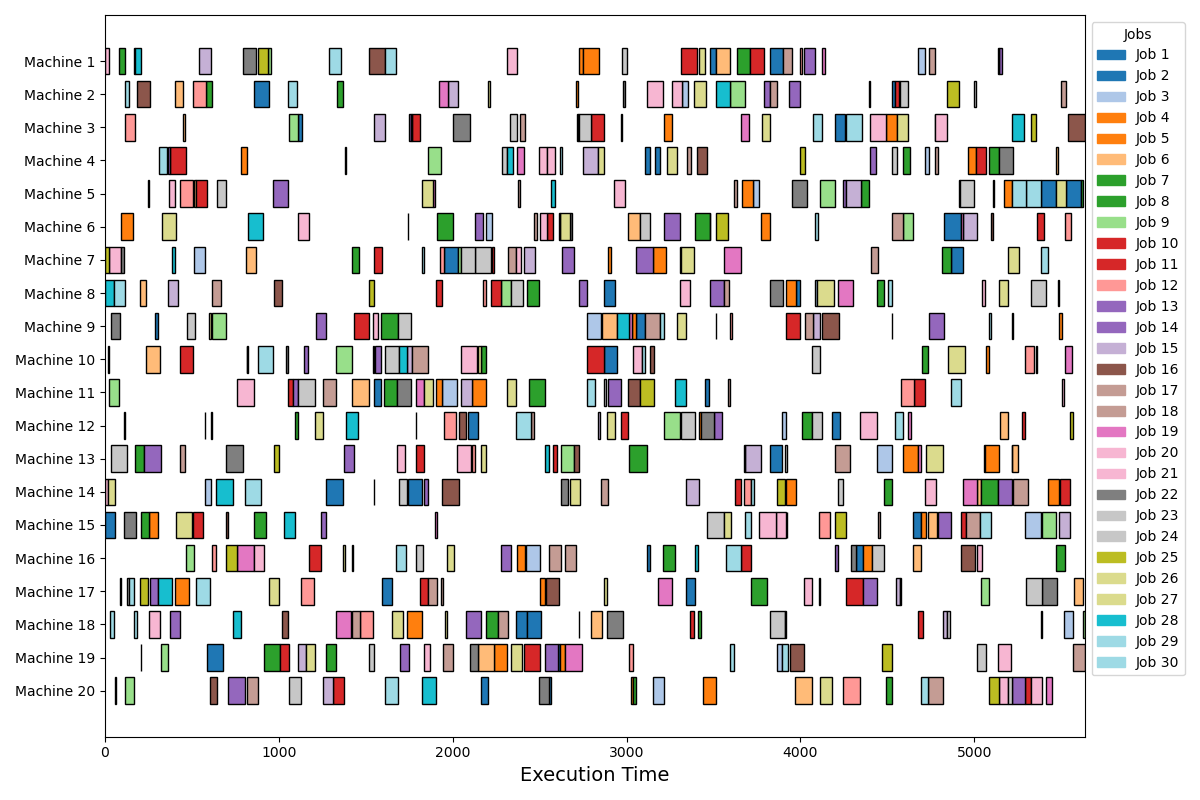 Machine 1
Machine 2
Machine 3
Machine 4
Machine 5
Machine 6
Machine 7
Machine 8
Machine 9
Machine 10
Machine 11
Machine 12
Machine 13
Machine 14
Machine 15
Machine 16
Machine 17
Machine 18
Machine 19
Machine 20
0 1000 2000 3000 4000 5000
Execution Time
Jobs
Job 1
Job 2
Job 3
Job 4
Job 5
Job 6
Job 7
Job 8
Job 9
Job 10
Job 11
Job 12
Job 13
Job 14
Job 15
Job 16
Job 17
Job 18
Job 19
Job 20
Job 21
Job 22
Job 23
Job 24
Job 25
Job 26
Job 27
Job 28
Job 29
Job 30